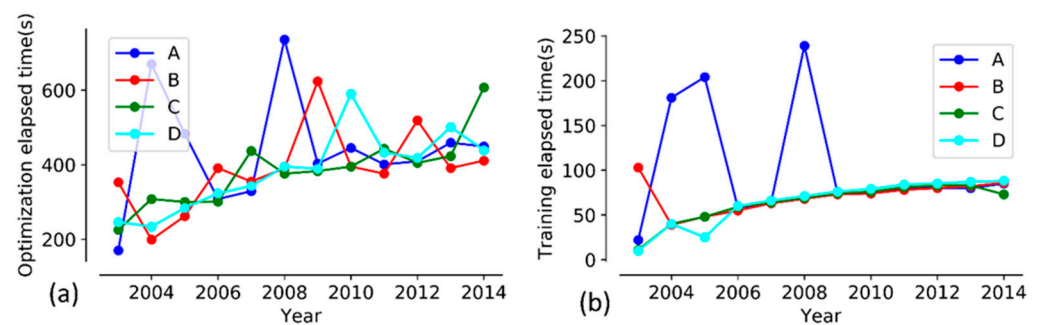 Optimization elapsed time(s)
600
400
200
A
B
C
D
2004 2006 2008 2010 2012 2014
Year
(a)
Training elapsed time(s)
250
200
150
100
50
0
A
B
C
D
2004 2006 2008 2010 2012 2014
Year
(b)